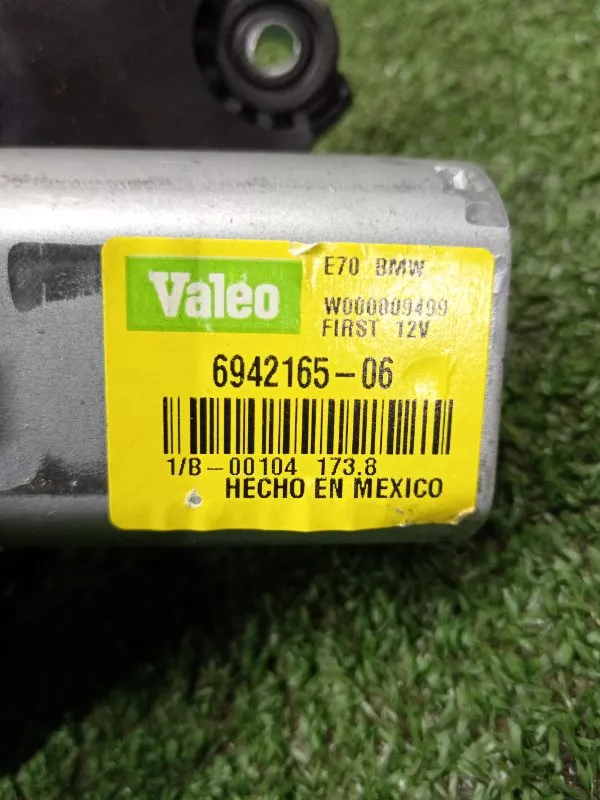 Valeo
E70 BMW
W000009499
FIRST 12V
6942165-06
1/B-00104 173.8
HECHO EN MEXICO